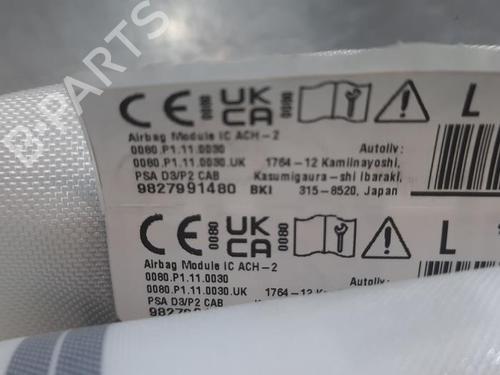 CE 0080 UK CA 0080 L
Airbag Module IC ACH-2
0080.P1.11.0030 Autoliv:
0080.P1.11.0030.UK 1764-12 Kamiinayoshi,
PSA D3/P2 CAB Kasumigaura-shi Ibaraki,
9827991480 BKI 315-8520, Japan
CE 0080 UK CA 0080 L
Airbag Module IC ACH-2
0080.P1.11.0030 Autoliv:
0080.P1.11.0030.UK 1764-12
PSA D3/P2 CAB
B-Parts